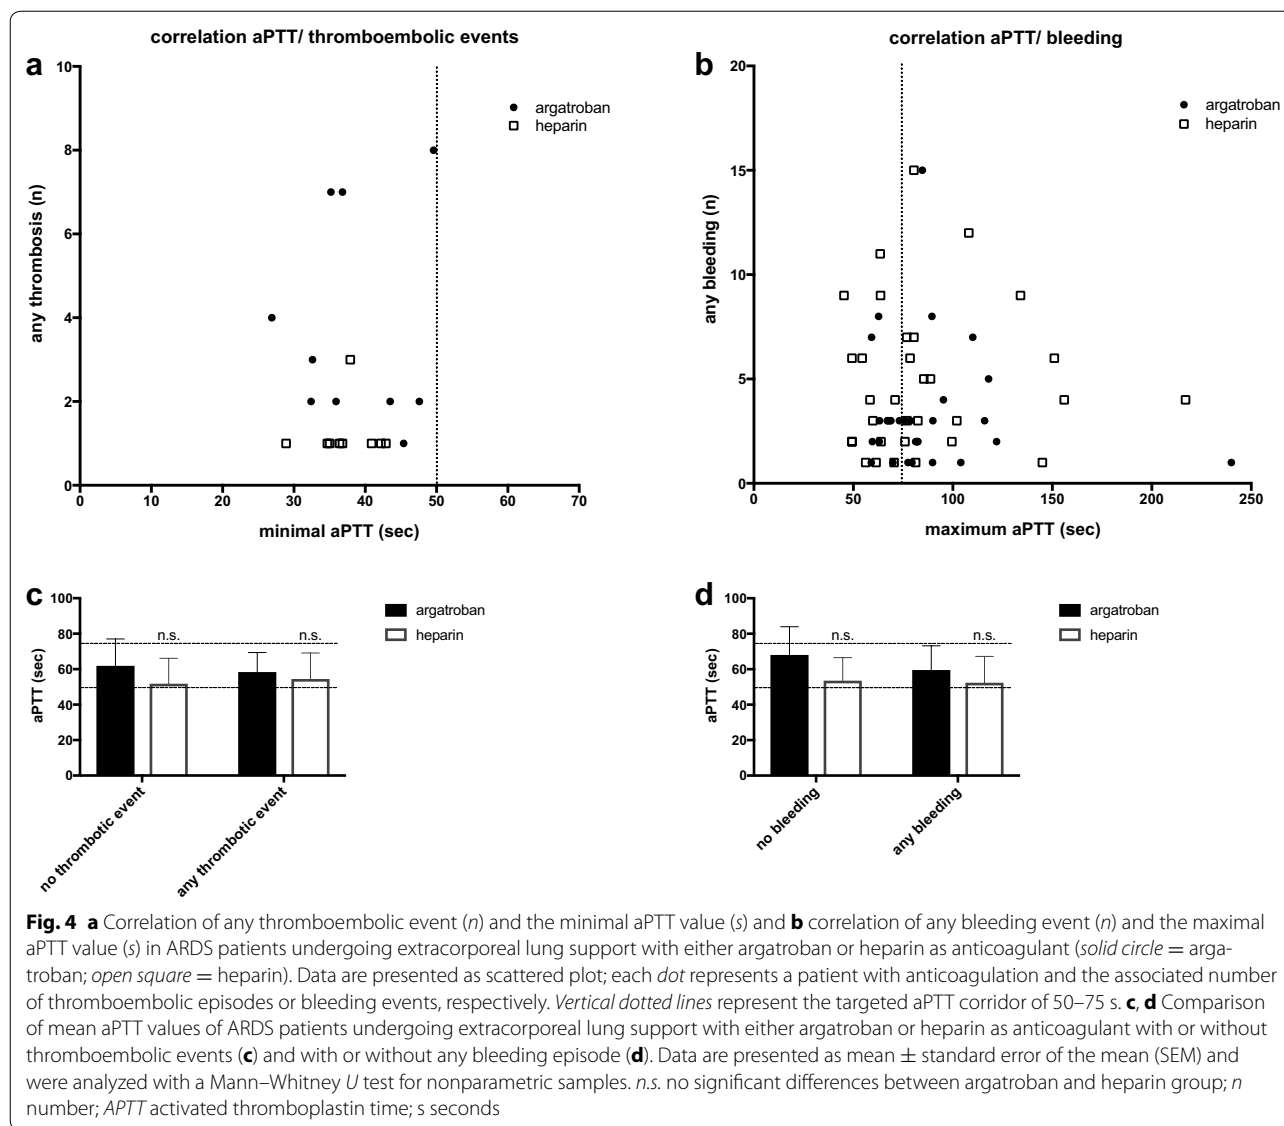 correlation aPTT/ thromboembolic events
a
10
8
6
4
2
0
any thrombosis (n)
argatroban
heparin
0 10 20 30 40 50 60 70
minimal aPTT (sec)
correlation aPTT/ bleeding
b
20
15
10
5
0
any bleeding (n)
argatroban
heparin
0 50 100 150 200 250
maximum aPTT (sec)
c
100
80
60
40
20
0
aPTT (sec)
n.s. n.s.
argatroban
heparin
no thrombotic event
any thrombotic event
d
100
80
60
40
20
0
aPTT (sec)
n.s. n.s.
argatroban
heparin
no bleeding
any bleeding
Fig. 4 a Correlation of any thromboembolic event (n) and the minimal aPTT value (s) and b correlation of any bleeding event (n) and the maximal
aPTT value (s) in ARDS patients undergoing extracorporeal lung support with either argatroban or heparin as anticoagulant (solid circle = arga-
troban; open square = heparin). Data are presented as scattered plot; each dot represents a patient with anticoagulation and the associated number
of thromboembolic episodes or bleeding events, respectively. Vertical dotted lines represent the targeted aPTT corridor of 50–75 s. c, d Comparison
of mean aPTT values of ARDS patients undergoing extracorporeal lung support with either argatroban or heparin as anticoagulant with or without
thromboembolic events (c) and with or without any bleeding episode (d). Data are presented as mean ± standard error of the mean (SEM) and
were analyzed with a Mann–Whitney U test for nonparametric samples. n.s. no significant differences between argatroban and heparin group; n
number; APTT activated thromboplastin time; s seconds